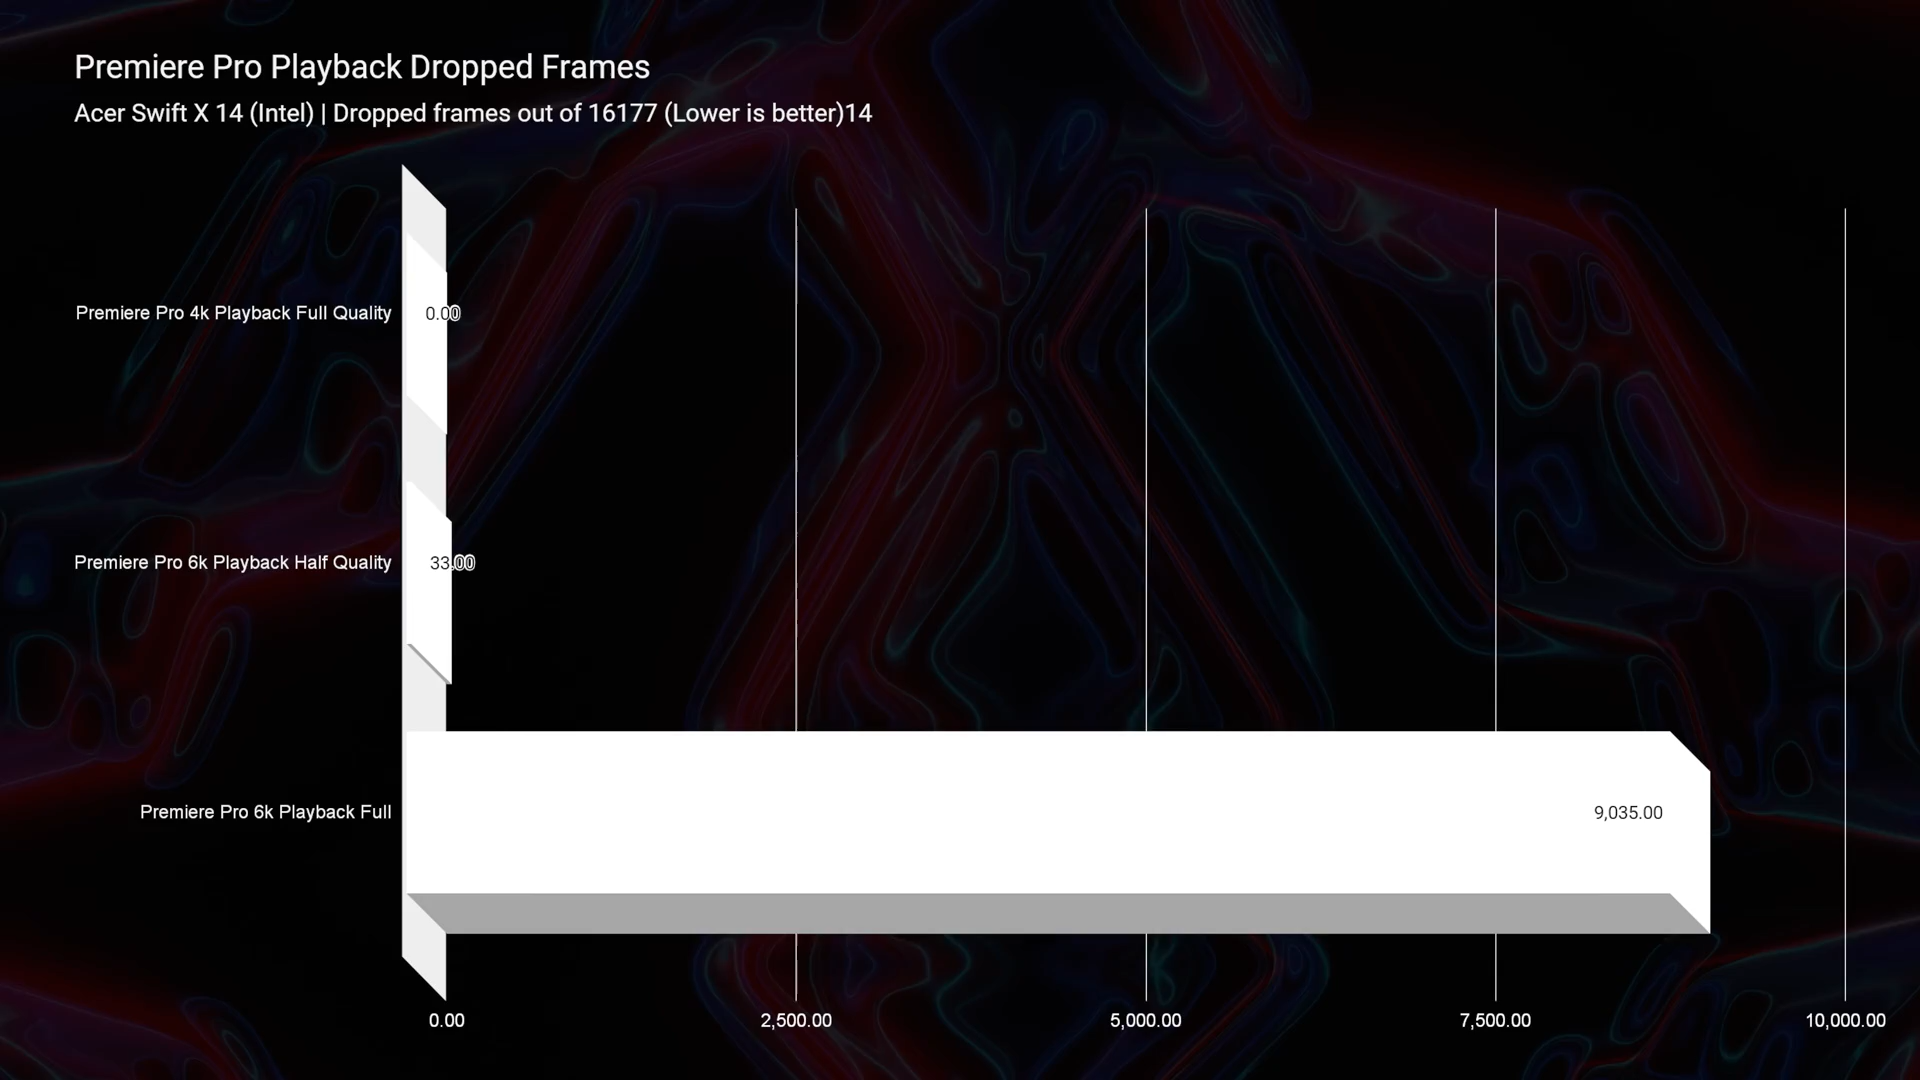 Premiere Pro Playback Dropped Frames
Acer Swift X 14 (Intel) | Dropped frames out of 16177 (Lower is better)14
Premiere Pro 4k Playback Full Quality
0.00
Premiere Pro 6k Playback Half Quality
33.00
Premiere Pro 6k Playback Full
9,035.00
0.00 2,500.00 5,000.00 7,500.00 10,000.00